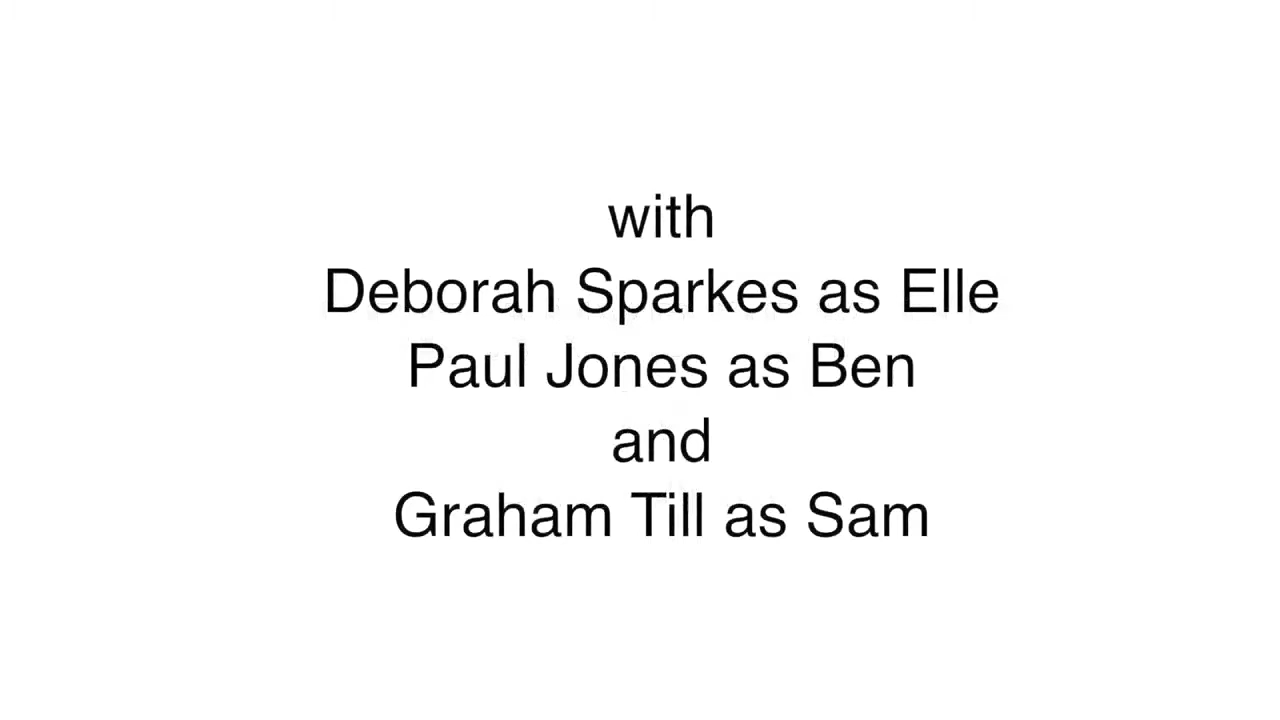 with
Deborah Sparkes as Elle
Paul Jones as Ben
and
Graham Till as Sam